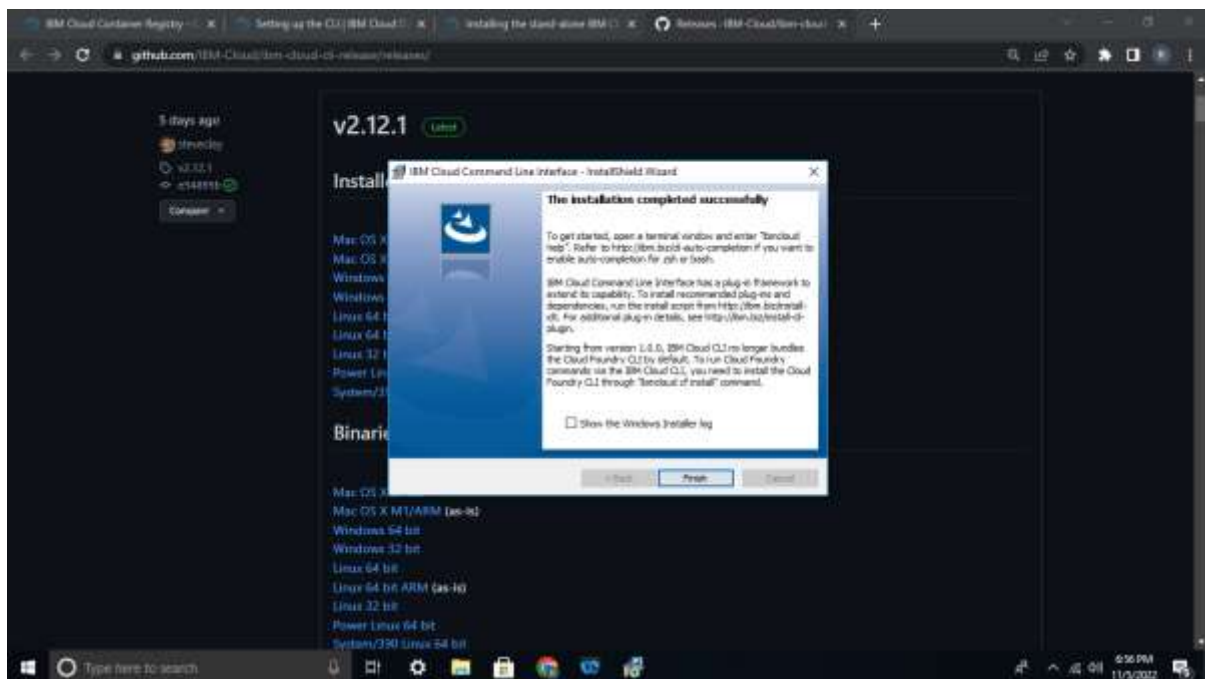 IBM Cloud Container Registry
Setting up the CLI | IBM Cloud
Installing the stand-alone IBM
Releases · IBM-Cloud/ibm-cloud
github.com/IBM-Cloud/ibm-cloud-cli-release/releases/
5 days ago
v2.12.1
Latest
steveclay
v2.12.1
Compare
Install
IBM Cloud Command Line Interface - InstallShield Wizard
The installation completed successfully
To get started, open a terminal window and enter "ibmcloud
help". Refer to http://ibm.biz/cli-auto-completion if you want to
enable auto-completion for zsh or bash.
IBM Cloud Command Line Interface has a plug-in framework to
extend its capability. To install recommended plug-ins and
dependencies, run the install script from http://ibm.biz/install-
cli. For additional plug-in details, see http://ibm.biz/install-cli-
plugin.
Starting from version 1.0.0, IBM Cloud CLI no longer bundles
the Cloud Foundry CLI by default. To run Cloud Foundry
commands via the IBM Cloud CLI, you need to install the Cloud
Foundry CLI through "ibmcloud cf install" command.
Show the Windows Installer log
< Back
Finish
Cancel
Mac OS X
Mac OS X
Windows
Windows
Linux 64
Linux 64
Linux 32
Power Lin
System/39
Binarie
Mac OS X
Mac OS X M1/ARM (as-is)
Windows 64 bit
Windows 32 bit
Linux 64 bit
Linux 64 bit ARM (as-is)
Linux 32 bit
Power Linux 64 bit
System/390 Linux 64 bit
Type here to search
6:56 PM
11/5/2022